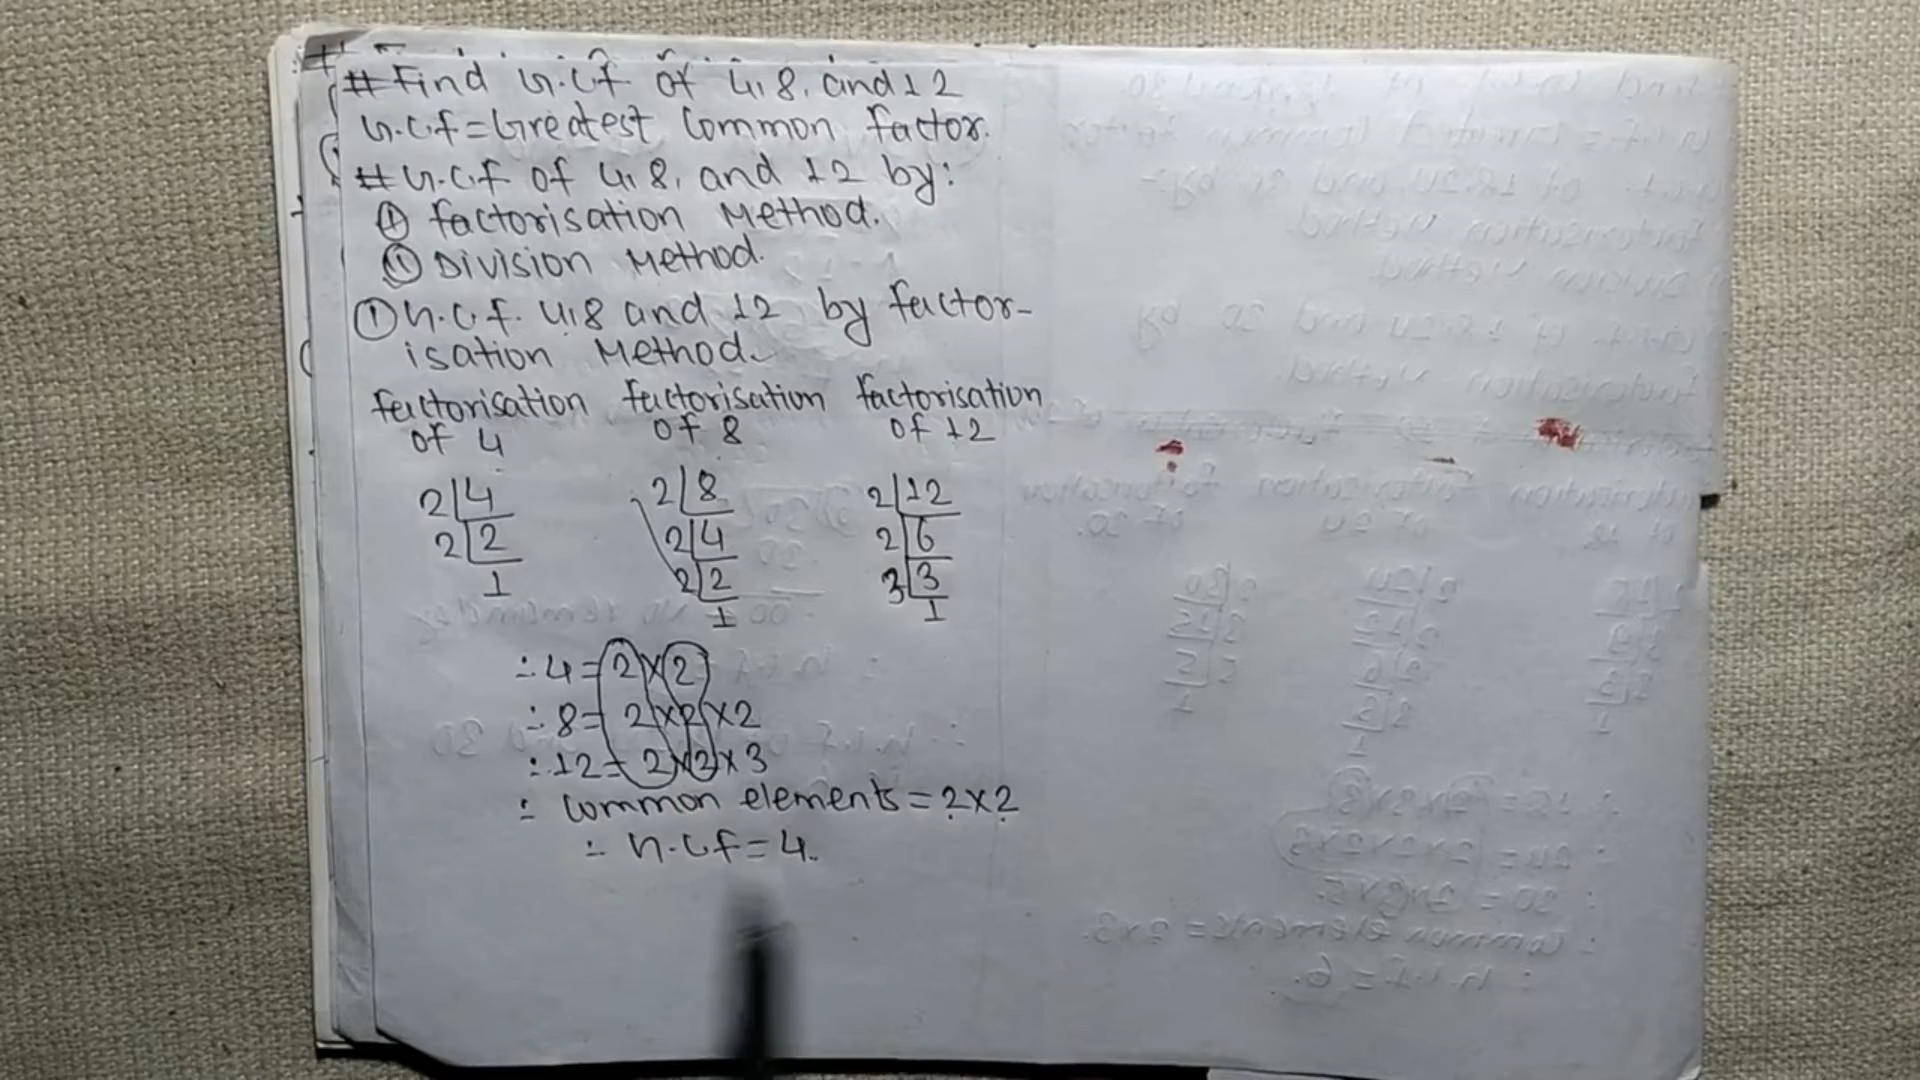 # Find G.C.f of 4,8, and 12
G.C.f = Greatest Common factor.
# G.C.f of 4,8, and 12 by:
① factorisation Method.
① Division Method.
① G.C.f. 4,8 and 12 by factor-
isation Method.
factorisation factorisation factorisation
of 4 of 8 of 12
2|4 2|8 2|12
2|2 2|4 2|6
1 2|2 3|3
1 1
∴ 4 = 2×2
∴ 8 = 2×2×2
∴ 12 = 2×2×3
∴ Common elements = 2×2
∴ G.C.f = 4.